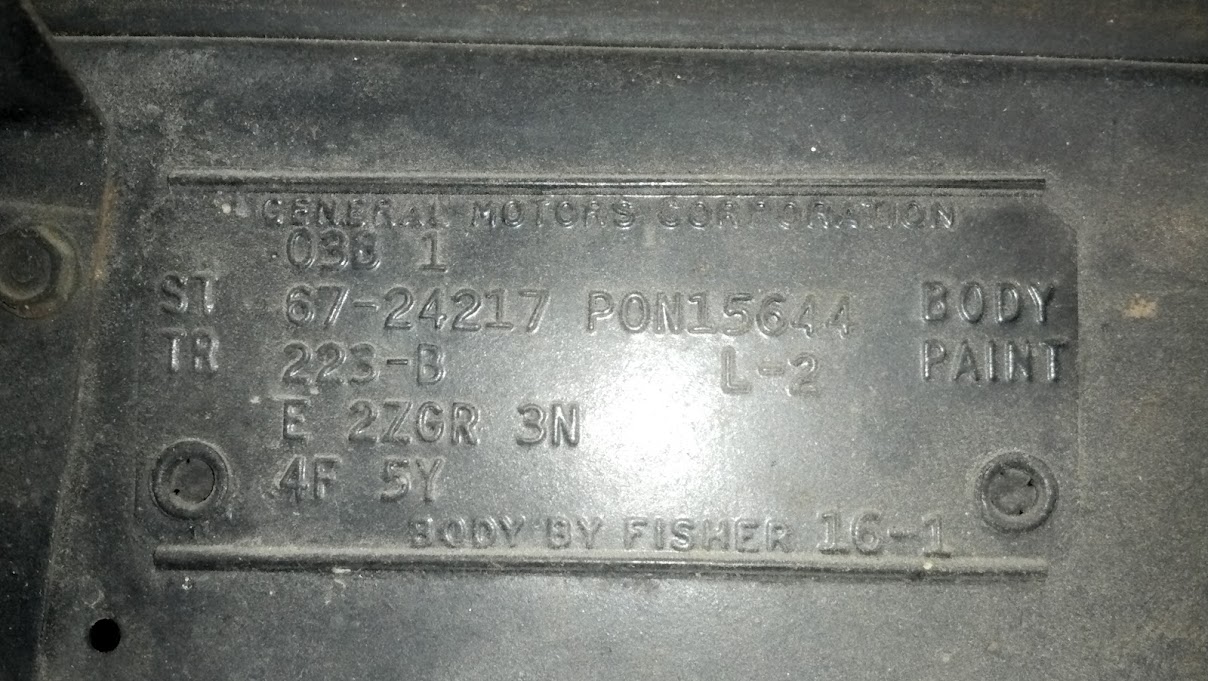 GENERAL MOTORS CORPORATION
03B 1
ST 67-24217 PON15644 BODY
TR 223-B L-2 PAINT
E 2ZGR 3N
4F 5Y
BODY BY FISHER 16-1